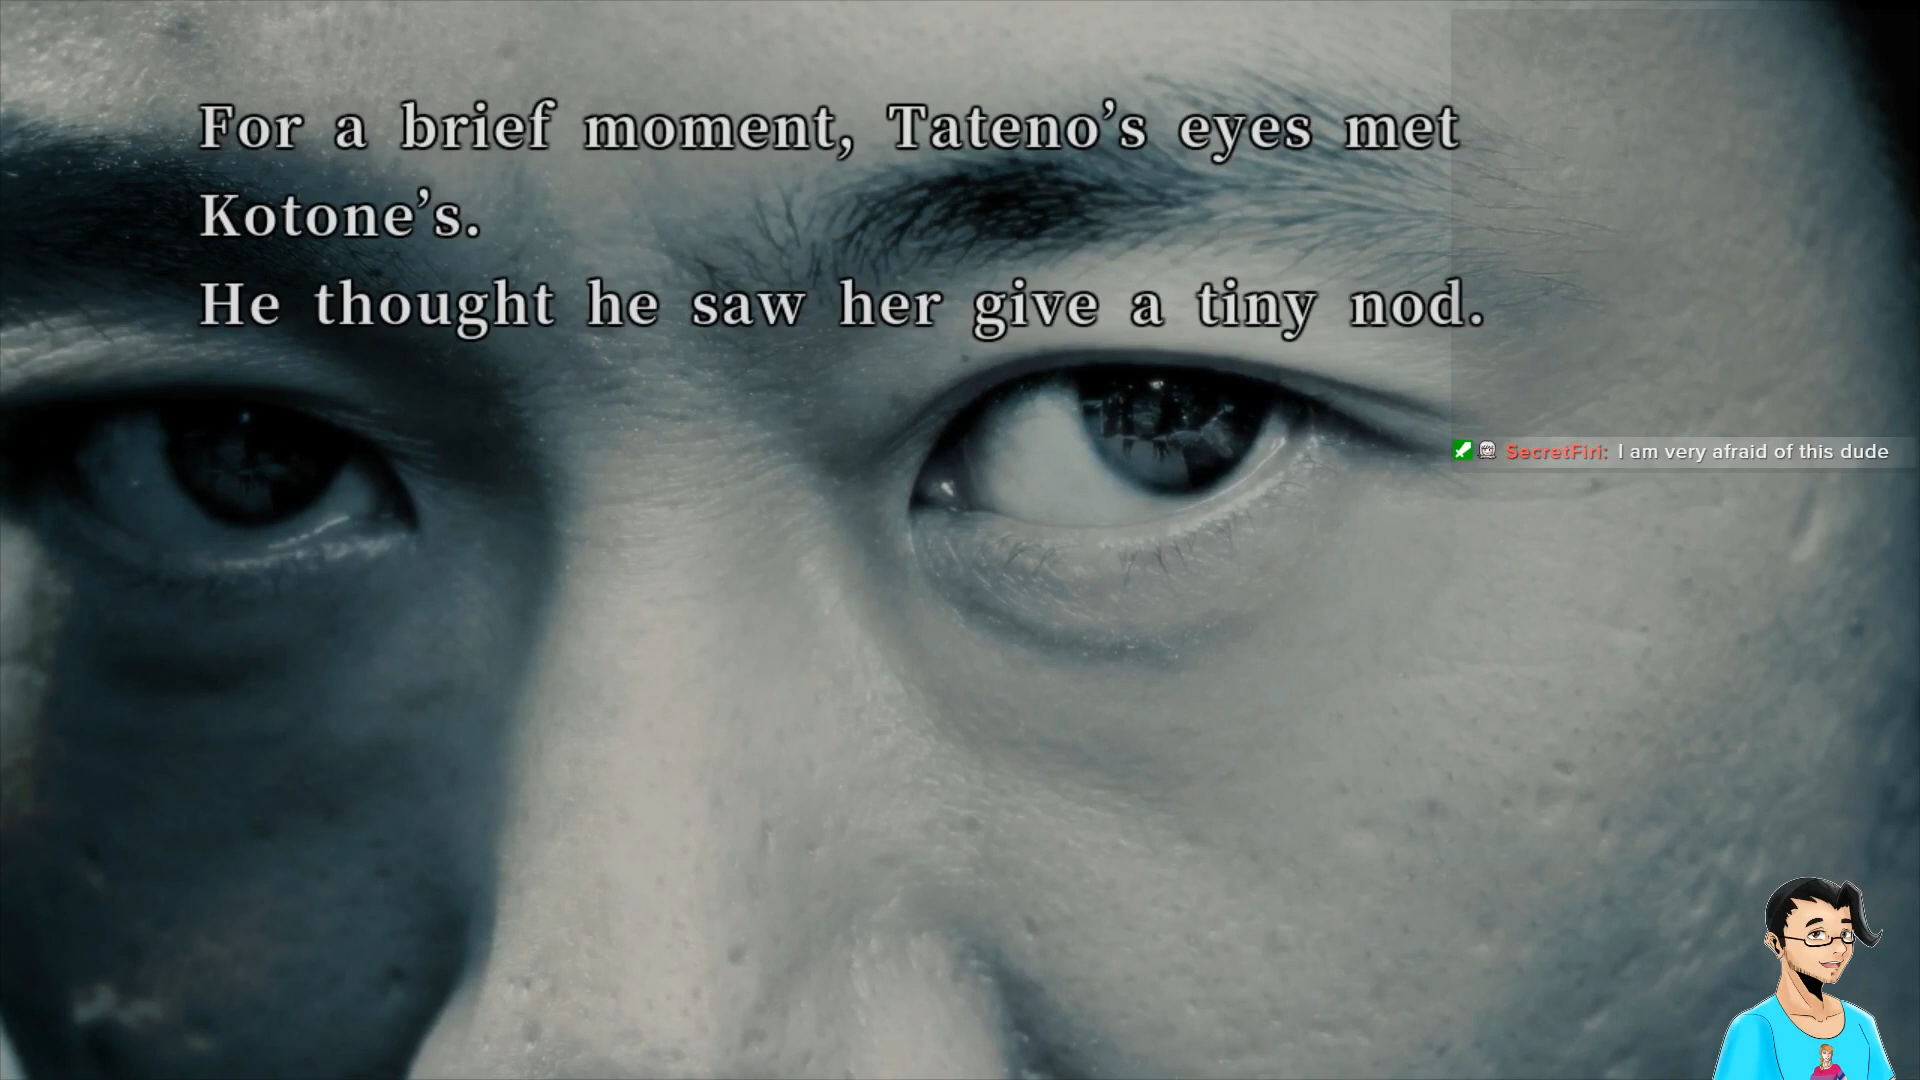 For a brief moment, Tateno’s eyes met
Kotone’s.
He thought he saw her give a tiny nod.
SecretFiri: I am very afraid of this dude